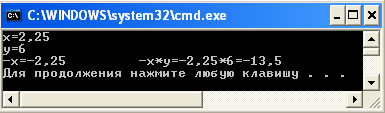 C:\WINDOWS\system32\cmd.exe
x=2,25
y=6
-x=-2,25 -x*y=-2,25*6=-13,5
Для продолжения нажмите любую клавишу . . .